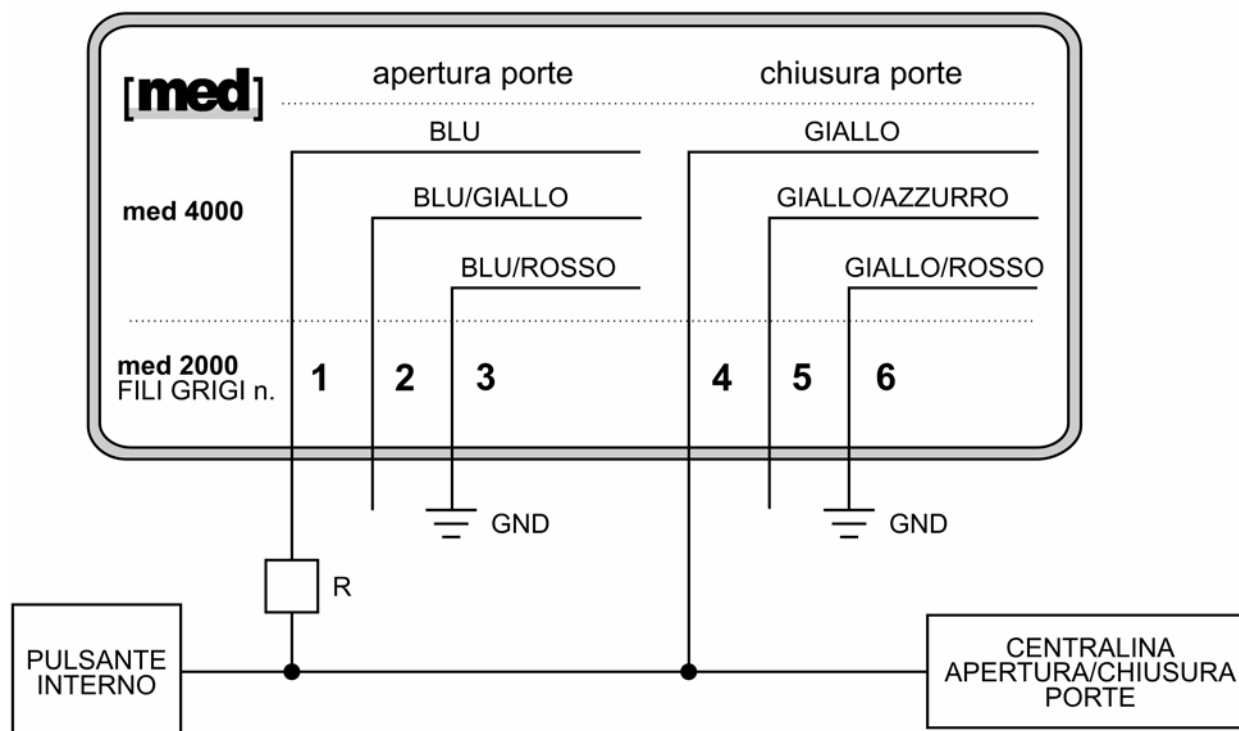 [med]
apertura porte
chiusura porte
BLU
GIALLO
med 4000
BLU/GIALLO
GIALLO/AZZURRO
BLU/ROSSO
GIALLO/ROSSO
med 2000
FILI GRIGI n.
1
2
3
4
5
6
GND
GND
R
PULSANTE
INTERNO
CENTRALINA
APERTURA/CHIUSURA
PORTE